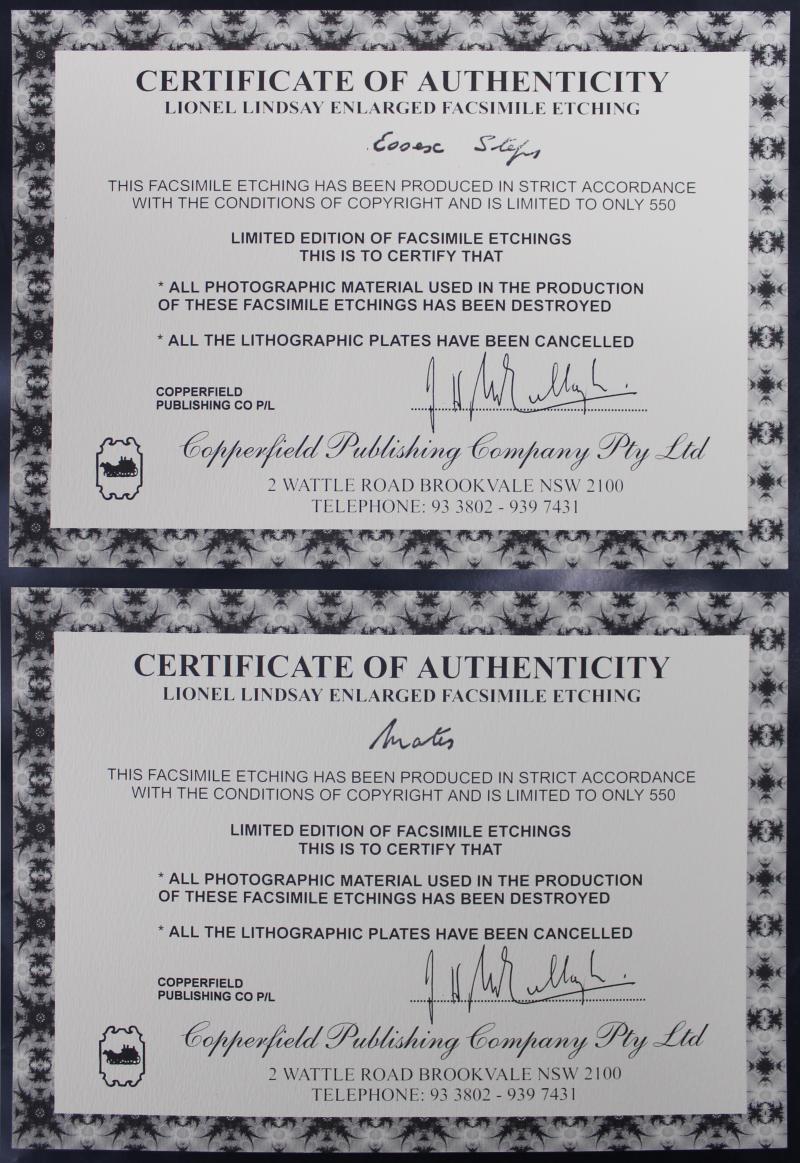 CERTIFICATE OF AUTHENTICITY
LIONEL LINDSAY ENLARGED FACSIMILE ETCHING
Essex Steps
THIS FACSIMILE ETCHING HAS BEEN PRODUCED IN STRICT ACCORDANCE
WITH THE CONDITIONS OF COPYRIGHT AND IS LIMITED TO ONLY 550
LIMITED EDITION OF FACSIMILE ETCHINGS
THIS IS TO CERTIFY THAT
* ALL PHOTOGRAPHIC MATERIAL USED IN THE PRODUCTION
OF THESE FACSIMILE ETCHINGS HAS BEEN DESTROYED
* ALL THE LITHOGRAPHIC PLATES HAVE BEEN CANCELLED
COPPERFIELD
PUBLISHING CO P/L
Copperfield Publishing Company Pty Ltd
2 WATTLE ROAD BROOKVALE NSW 2100
TELEPHONE: 93 3802 - 939 7431
CERTIFICATE OF AUTHENTICITY
LIONEL LINDSAY ENLARGED FACSIMILE ETCHING
Mates
THIS FACSIMILE ETCHING HAS BEEN PRODUCED IN STRICT ACCORDANCE
WITH THE CONDITIONS OF COPYRIGHT AND IS LIMITED TO ONLY 550
LIMITED EDITION OF FACSIMILE ETCHINGS
THIS IS TO CERTIFY THAT
* ALL PHOTOGRAPHIC MATERIAL USED IN THE PRODUCTION
OF THESE FACSIMILE ETCHINGS HAS BEEN DESTROYED
* ALL THE LITHOGRAPHIC PLATES HAVE BEEN CANCELLED
COPPERFIELD
PUBLISHING CO P/L
Copperfield Publishing Company Pty Ltd
2 WATTLE ROAD BROOKVALE NSW 2100
TELEPHONE: 93 3802 - 939 7431